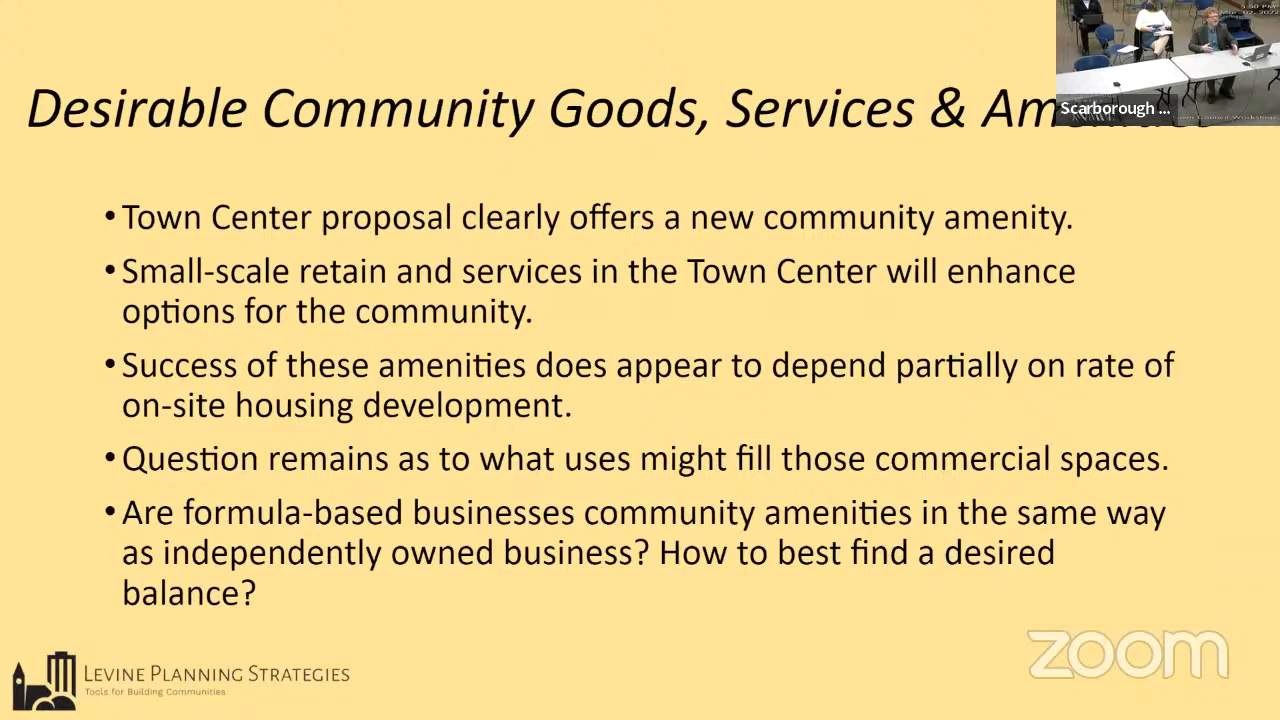 Desirable Community Goods, Services &
Scarborough ...
• Town Center proposal clearly offers a new community amenity.
• Small-scale retain and services in the Town Center will enhance
options for the community.
• Success of these amenities does appear to depend partially on rate of
on-site housing development.
• Question remains as to what uses might fill those commercial spaces.
• Are formula-based businesses community amenities in the same way
as independently owned business? How to best find a desired
balance?
LEVINE PLANNING STRATEGIES
Tools for Building Communities
zoom